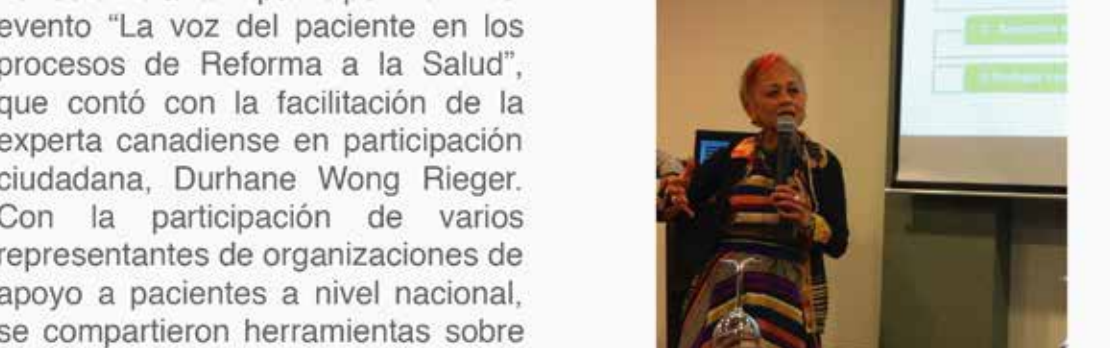 evento “La voz del paciente en los
procesos de Reforma a la Salud”,
que contó con la facilitación de la
experta canadiense en participación
ciudadana, Durhane Wong Rieger.
Con la participación de varios
representantes de organizaciones de
apoyo a pacientes a nivel nacional,
se compartieron herramientas sobre